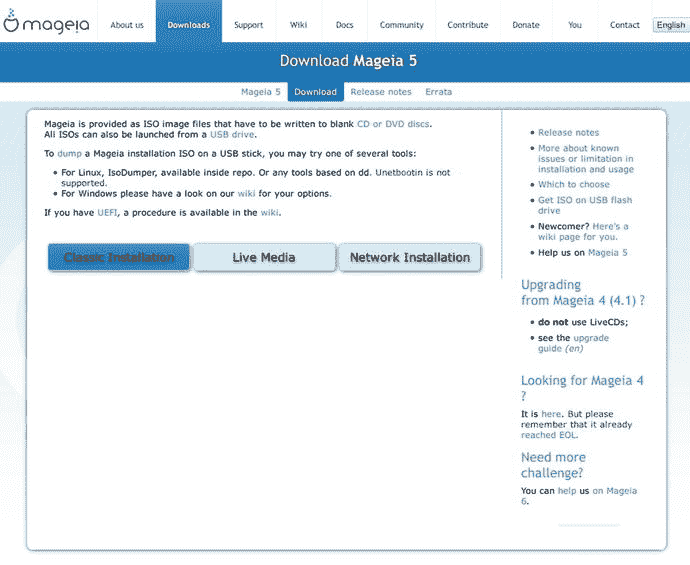 mageia
About us
Downloads
Support
Wiki
Docs
Community
Contribute
Donate
You
Contact
English
Download Mageia 5
Mageia 5
Download
Release notes
Errata
Mageia is provided as ISO image files that have to be written to blank CD or DVD discs.
All ISOs can also be launched from a USB drive.
To dump a Mageia installation ISO on a USB stick, you may try one of several tools:
• For Linux, IsoDumper, available inside repo. Or any tools based on dd. Unetbootin is not
supported.
• For Windows please have a look on our wiki for your options.
If you have UEFI, a procedure is available in the wiki.
Classic Installation
Live Media
Network Installation
• Release notes
• More about known
issues or limitation in
installation and usage
• Which to choose
• Get ISO on USB flash
drive
• Newcomer? Here's a
wiki page for you.
• Help us on Mageia 5
Upgrading
from Mageia 4 (4.1) ?
• do not use LiveCDs;
• see the upgrade
guide (en)
Looking for Mageia 4
?
It is here. But please
remember that it already
reached EOL.
Need more
challenge?
You can help us on Mageia
6.